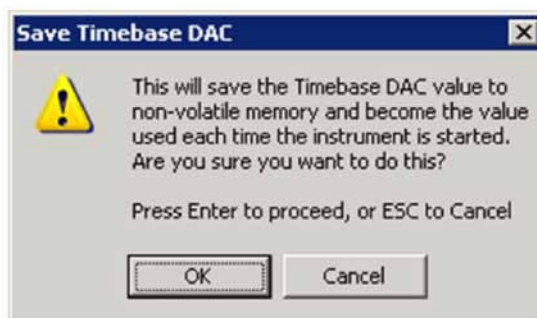 Save Timebase DAC
This will save the Timebase DAC value to
non-volatile memory and become the value
used each time the instrument is started.
Are you sure you want to do this?
Press Enter to proceed, or ESC to Cancel
OK
Cancel